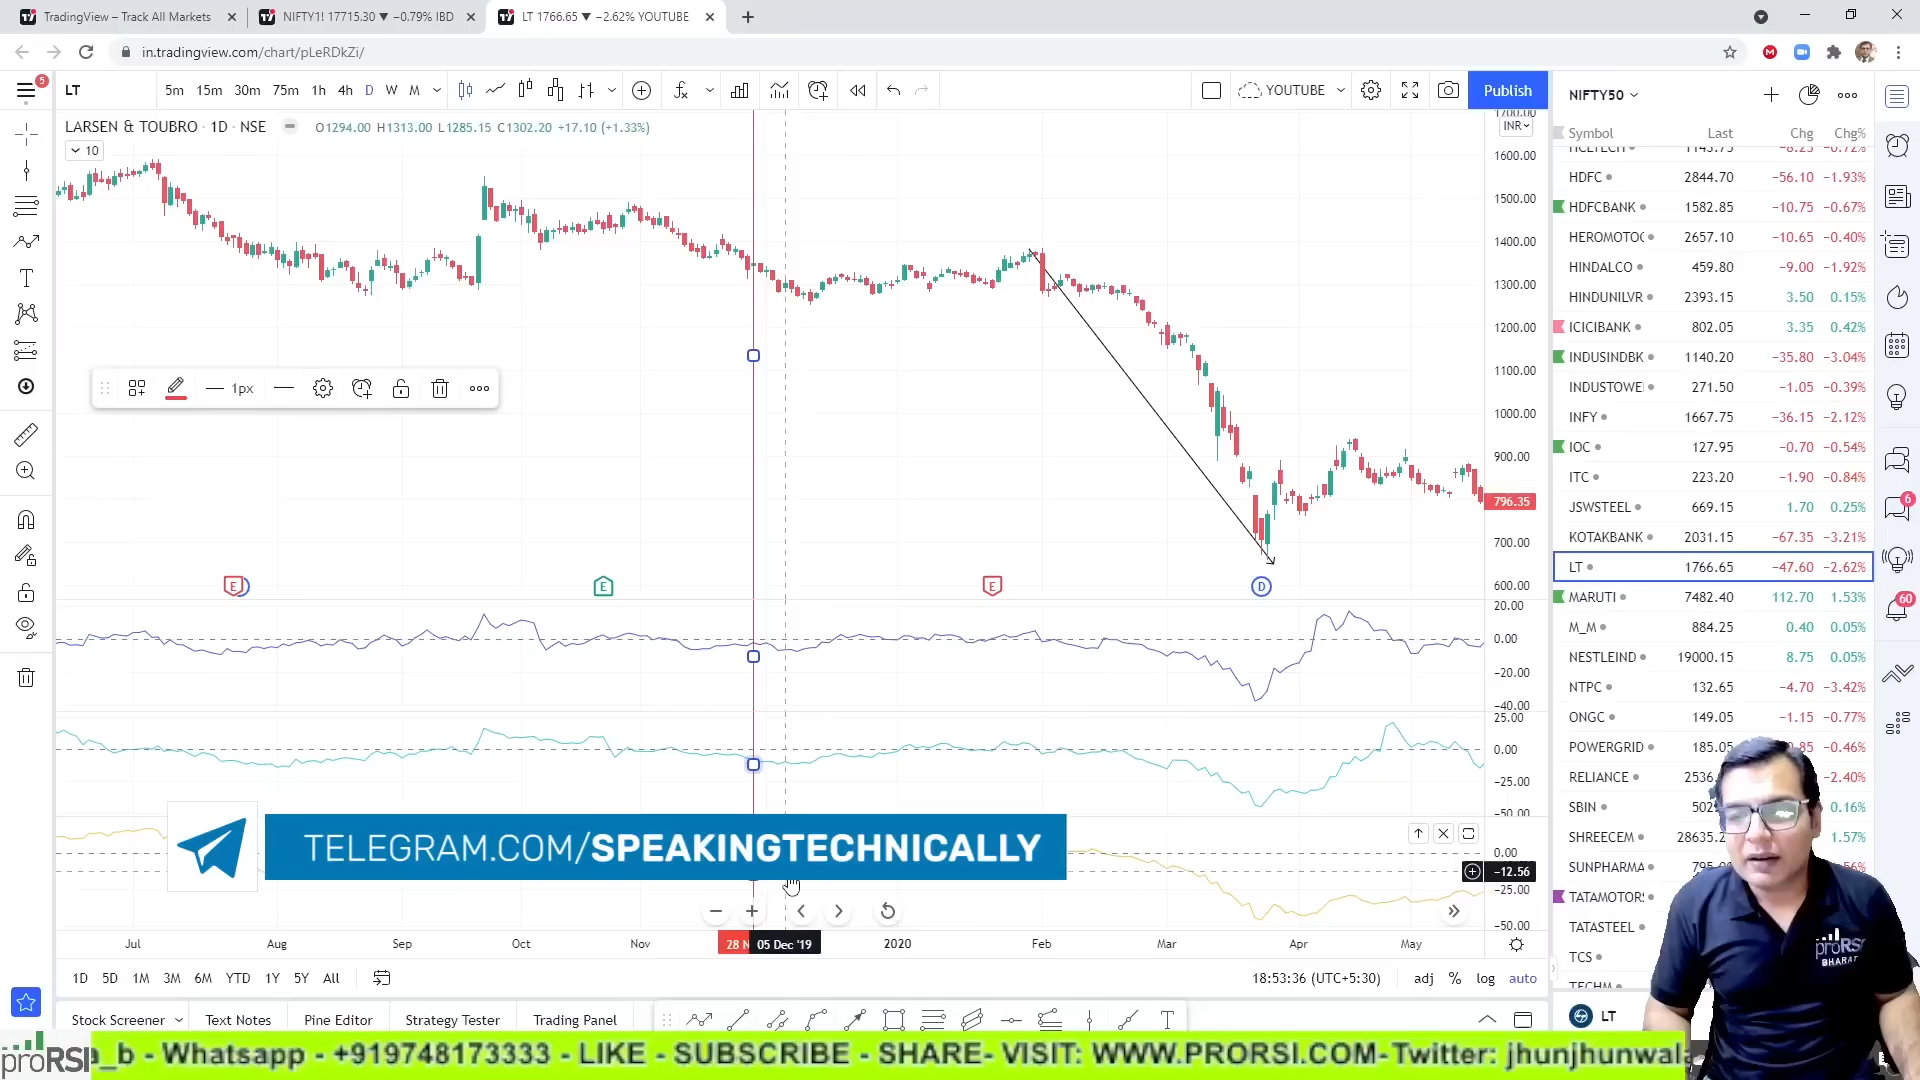 TradingView – Track All Markets
NIFTY1! 17715.30 ▼ −0.79% IBD
LT 1766.65 ▼ −2.62% YOUTUBE
in.tradingview.com/chart/pLeRDkZi/
5
LT
5m 15m 30m 75m 1h 4h D W M
YOUTUBE
Publish
NIFTY50
LARSEN & TOUBRO · 1D · NSE
O1294.00 H1313.00 L1285.15 C1302.20 +17.10 (+1.33%)
10
INR
1600.00
1500.00
1400.00
1300.00
1200.00
1100.00
1000.00
900.00
796.35
700.00
600.00
1px
E
E
E
D
20.00
0.00
−20.00
−40.00
25.00
0.00
−25.00
−50.00
0.00
−12.56
−25.00
−50.00
TELEGRAM.COM/SPEAKINGTECHNICALLY
Jul Aug Sep Oct Nov 28 N 05 Dec '19 2020 Feb Mar Apr May
1D 5D 1M 3M 6M YTD 1Y 5Y All
18:53:36 (UTC+5:30) adj % log auto
Stock Screener Text Notes Pine Editor Strategy Tester Trading Panel
Symbol Last Chg Chg%
HDFC 2844.70 −56.10 −1.93%
HDFCBANK 1582.85 −10.75 −0.67%
HEROMOTOC 2657.10 −10.65 −0.40%
HINDALCO 459.80 −9.00 −1.92%
HINDUNILVR 2393.15 3.50 0.15%
ICICIBANK 802.05 3.35 0.42%
INDUSINDBK 1140.20 −35.80 −3.04%
INDUSTOWE 271.50 −1.05 −0.39%
INFY 1667.75 −36.15 −2.12%
IOC 127.95 −0.70 −0.54%
ITC 223.20 −1.90 −0.84%
JSWSTEEL 669.15 1.70 0.25%
KOTAKBANK 2031.15 −67.35 −3.21%
LT 1766.65 −47.60 −2.62%
MARUTI 7482.40 112.70 1.53%
M_M 884.25 0.40 0.05%
NESTLEIND 19000.15 8.75 0.05%
NTPC 132.65 −4.70 −3.42%
ONGC 149.05 −1.15 −0.77%
POWERGRID 185.05 −0.46%
RELIANCE 2536. −2.40%
SBIN 0.16%
SHREECEM 28635. 1.57%
SUNPHARMA 795.
TATAMOTOR
TATASTEEL
TCS
LT
6
60
proRSI
BHARAT
proRSI
a_b - Whatsapp - +919748173333 - LIKE - SUBSCRIBE - SHARE- VISIT: WWW.PRORSI.COM-Twitter: jhunjhunwala